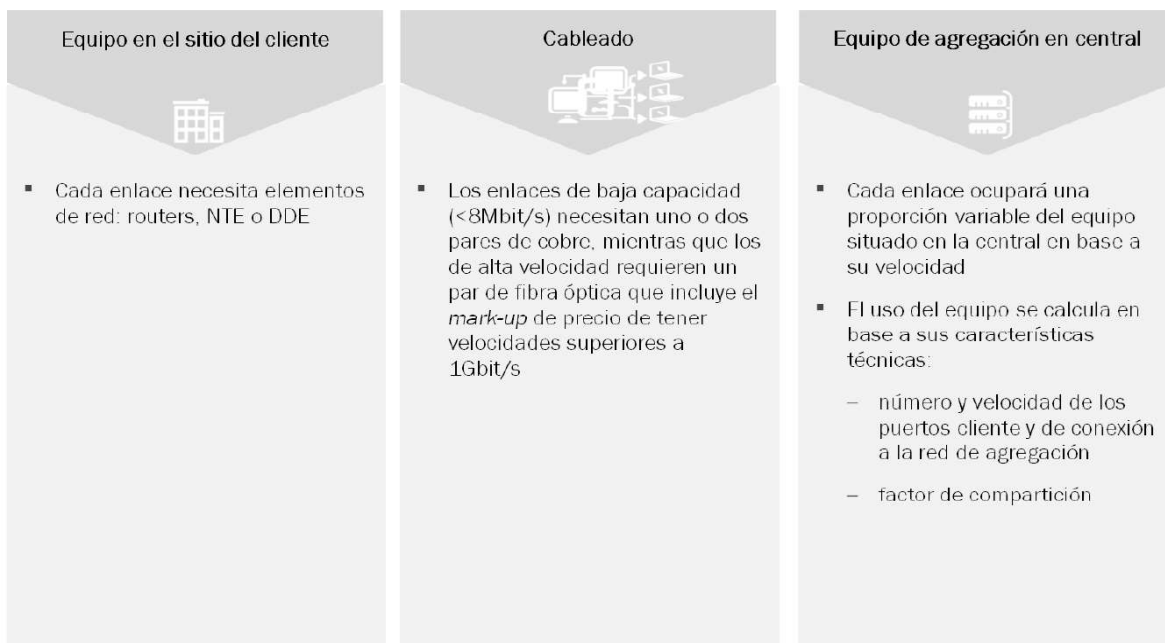 Equipo en el sitio del cliente
▪ Cada enlace necesita elementos
de red: routers, NTE o DDE
Cableado
▪ Los enlaces de baja capacidad
(<8Mbit/s) necesitan uno o dos
pares de cobre, mientras que los
de alta velocidad requieren un
par de fibra óptica que incluye el
mark-up de precio de tener
velocidades superiores a
1Gbit/s
Equipo de agregación en central
▪ Cada enlace ocupará una
proporción variable del equipo
situado en la central en base a
su velocidad
▪ El uso del equipo se calcula en
base a sus características
técnicas:
– número y velocidad de los
puertos cliente y de conexión
a la red de agregación
– factor de compartición